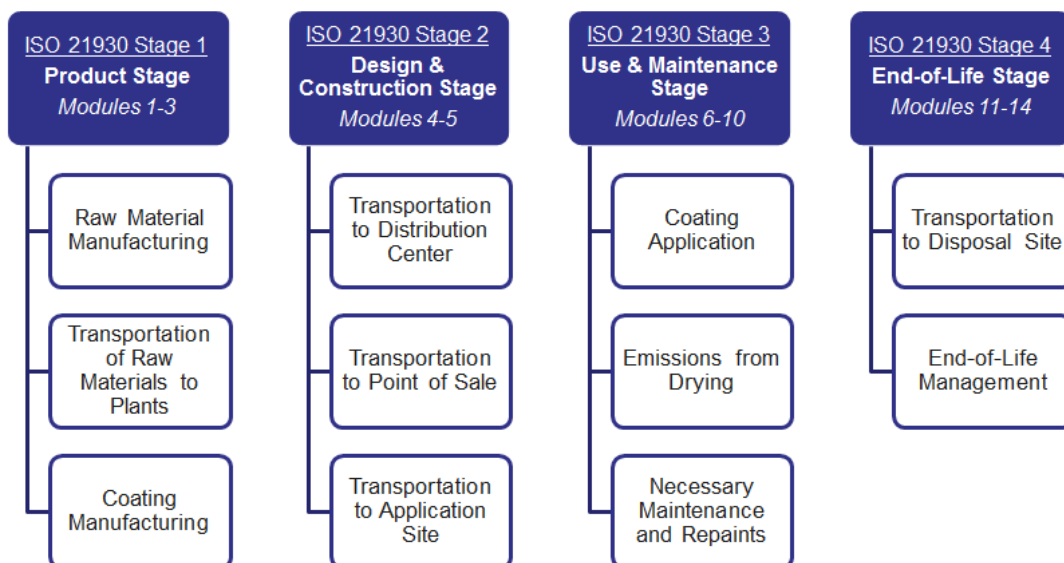 ISO 21930 Stage 1
Product Stage
Modules 1-3
Raw Material
Manufacturing
Transportation
of Raw
Materials to
Plants
Coating
Manufacturing
ISO 21930 Stage 2
Design &
Construction Stage
Modules 4-5
Transportation
to Distribution
Center
Transportation
to Point of Sale
Transportation
to Application
Site
ISO 21930 Stage 3
Use & Maintenance
Stage
Modules 6-10
Coating
Application
Emissions from
Drying
Necessary
Maintenance
and Repaints
ISO 21930 Stage 4
End-of-Life Stage
Modules 11-14
Transportation
to Disposal Site
End-of-Life
Management